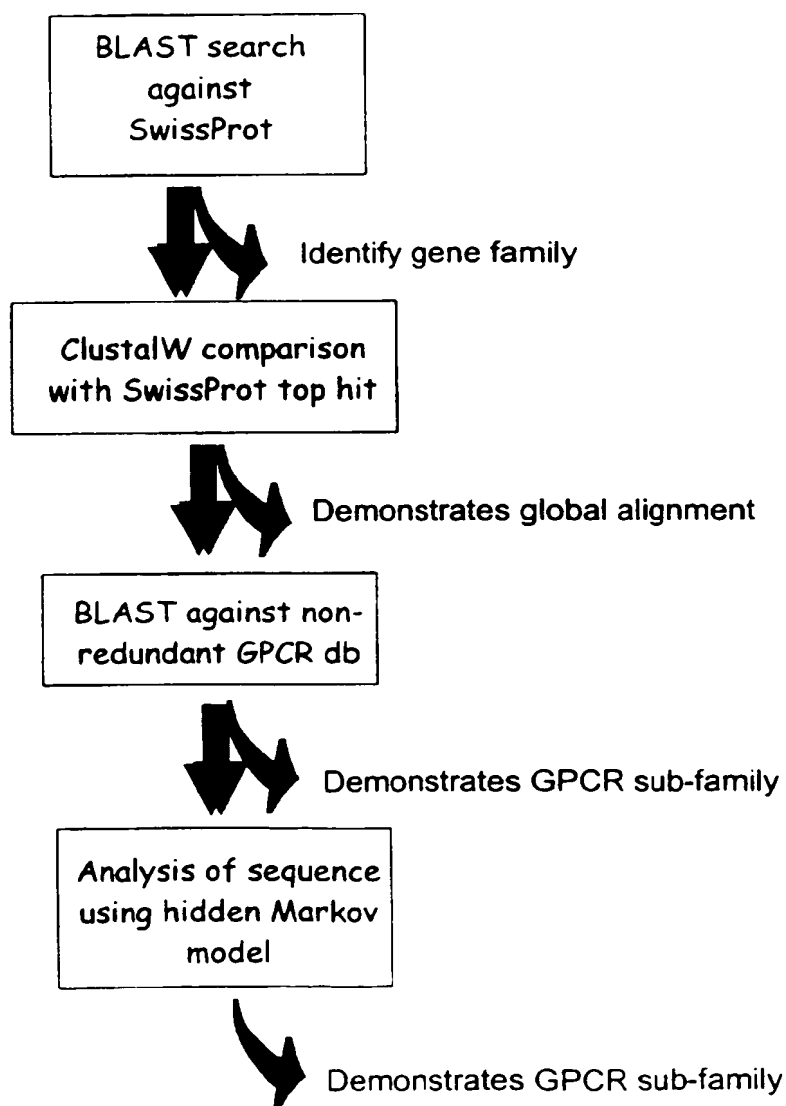 BLAST search
against
SwissProt
Identify gene family
ClustalW comparison
with SwissProt top hit
Demonstrates global alignment
BLAST against non-
redundant GPCR db
Demonstrates GPCR sub-family
Analysis of sequence
using hidden Markov
model
Demonstrates GPCR sub-family